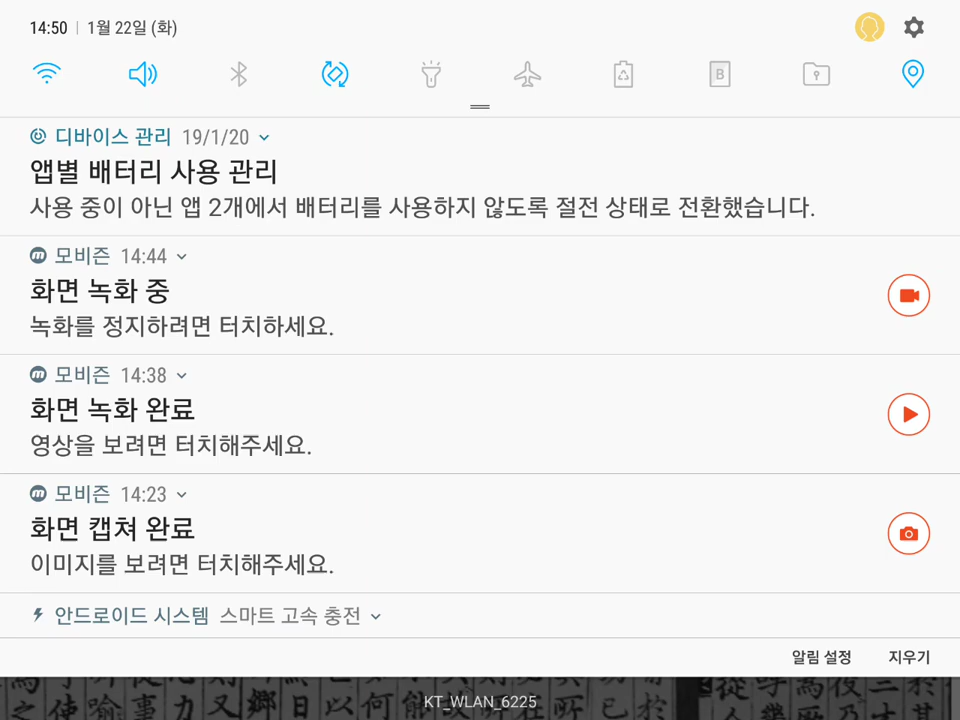 14:50 | 1월 22일 (화)
B
디바이스 관리 19/1/20
앱별 배터리 사용 관리
사용 중이 아닌 앱 2개에서 배터리를 사용하지 않도록 절전 상태로 전환했습니다.
모비즌 14:44
화면 녹화 중
녹화를 정지하려면 터치하세요.
모비즌 14:38
화면 녹화 완료
영상을 보려면 터치해주세요.
모비즌 14:23
화면 캡쳐 완료
이미지를 보려면 터치해주세요.
안드로이드 시스템 스마트 고속 충전
알림 설정 지우기
KT_WLAN_6225